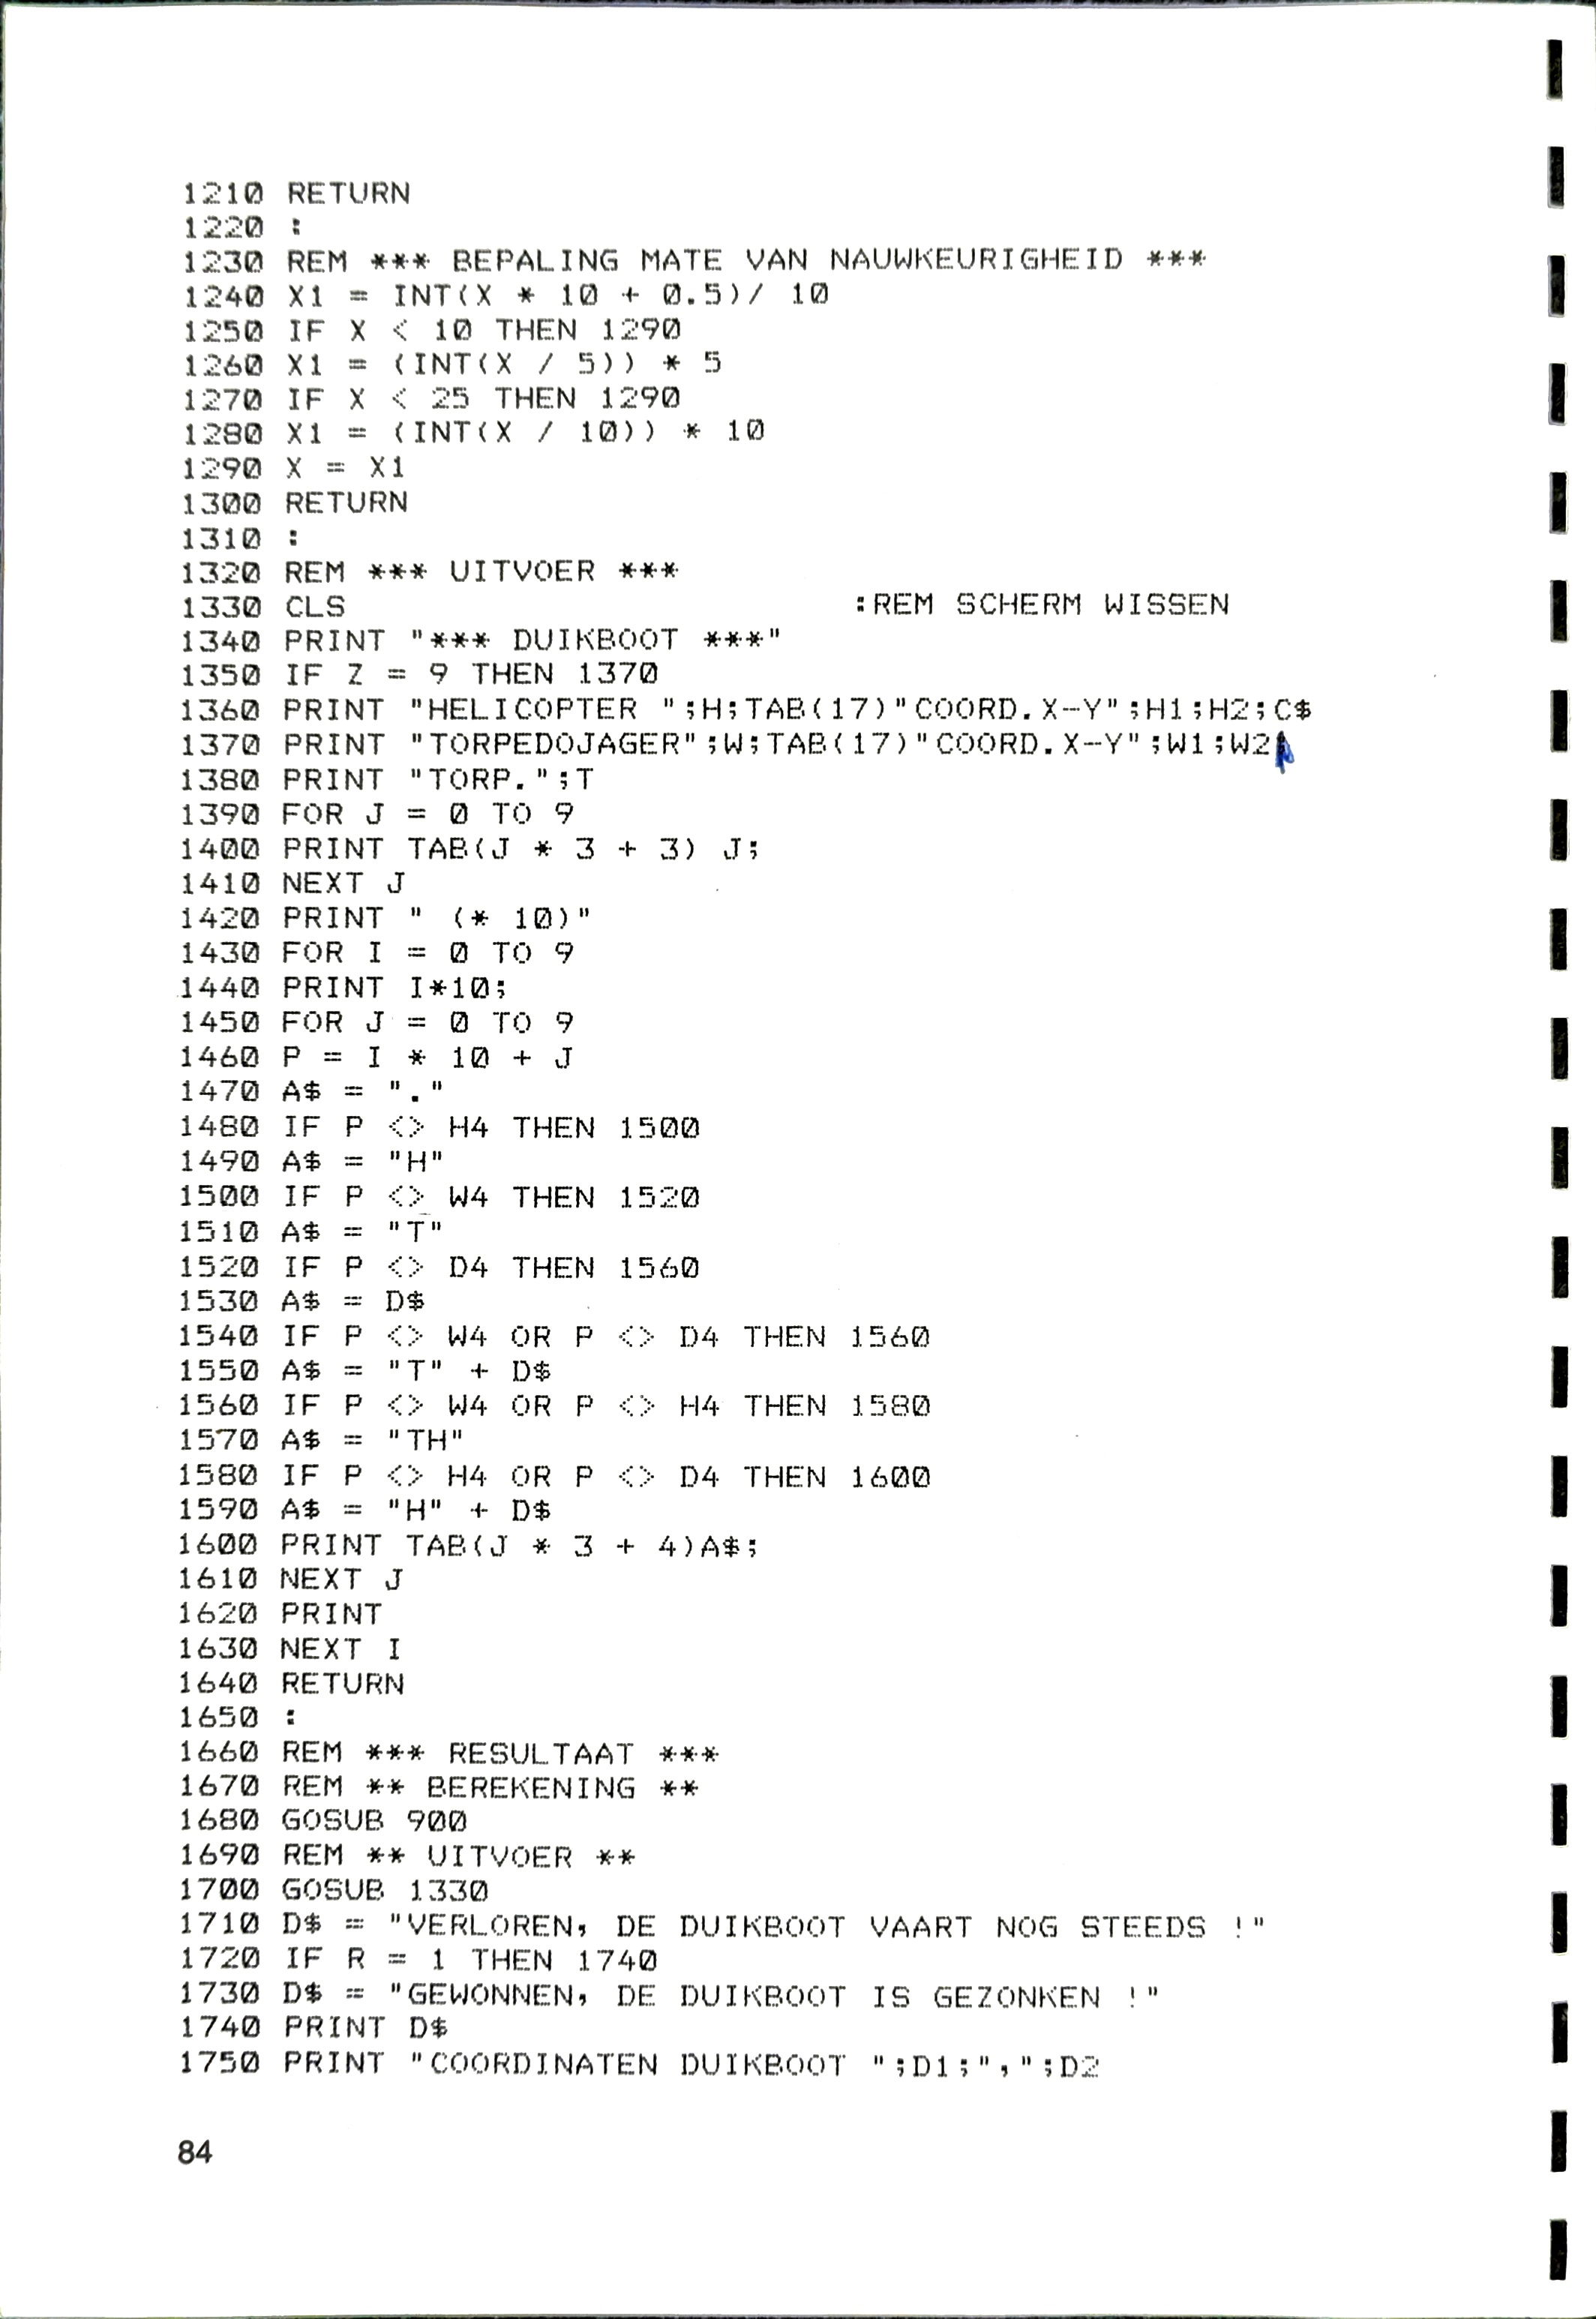 1210 RETURN
1220 :
1230 REM *** BEPALING MATE VAN NAUWKEURIGHEID ***
1240 X1 = INT(X * 10 + 0.5)/ 10
1250 IF X < 10 THEN 1290
1260 X1 = (INT(X / 5)) * 5
1270 IF X < 25 THEN 1290
1280 X1 = (INT(X / 10)) * 10
1290 X = X1
1300 RETURN
1310 :
1320 REM *** UITVOER ***
1330 CLS                         :REM SCHERM WISSEN
1340 PRINT "*** DUIKBOOT ***"
1350 IF Z = 9 THEN 1370
1360 PRINT "HELICOPTER ";H;TAB(17)"COORD.X-Y";H1;H2;C$
1370 PRINT "TORPEDOJAGER";W;TAB(17)"COORD.X-Y";W1;W2
1380 PRINT "TORP.";T
1390 FOR J = 0 TO 9
1400 PRINT TAB(J * 3 + 3) J;
1410 NEXT J
1420 PRINT " (* 10)"
1430 FOR I = 0 TO 9
1440 PRINT I*10;
1450 FOR J = 0 TO 9
1460 P = I * 10 + J
1470 A$ = "."
1480 IF P <> H4 THEN 1500
1490 A$ = "H"
1500 IF P <> W4 THEN 1520
1510 A$ = "T"
1520 IF P <> D4 THEN 1560
1530 A$ = D$
1540 IF P <> W4 OR P <> D4 THEN 1560
1550 A$ = "T" + D$
1560 IF P <> W4 OR P <> H4 THEN 1580
1570 A$ = "TH"
1580 IF P <> H4 OR P <> D4 THEN 1600
1590 A$ = "H" + D$
1600 PRINT TAB(J * 3 + 4)A$;
1610 NEXT J
1620 PRINT
1630 NEXT I
1640 RETURN
1650 :
1660 REM *** RESULTAAT ***
1670 REM ** BEREKENING **
1680 GOSUB 900
1690 REM ** UITVOER **
1700 GOSUB 1330
1710 D$ = "VERLOREN, DE DUIKBOOT VAART NOG STEEDS !"
1720 IF R = 1 THEN 1740
1730 D$ = "GEWONNEN, DE DUIKBOOT IS GEZONKEN !"
1740 PRINT D$
1750 PRINT "COORDINATEN DUIKBOOT ";D1;",";D2
84